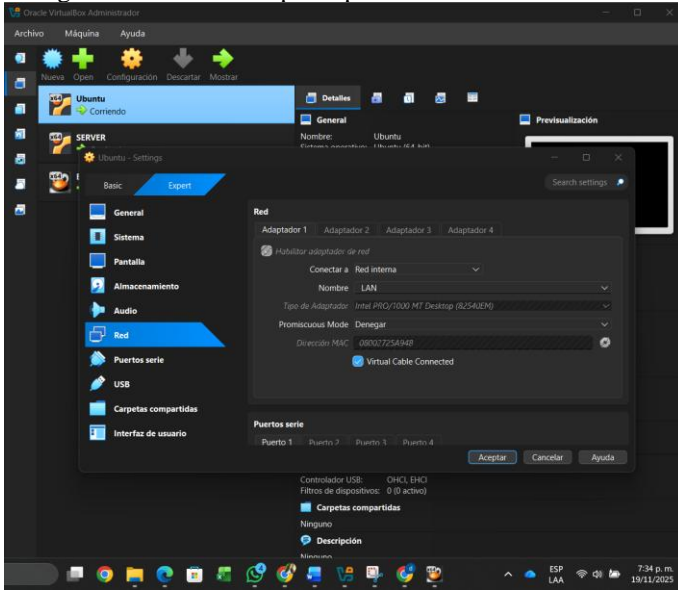 Oracle VirtualBox Administrador
Archivo Máquina Ayuda
Nueva Open Configuración Descartar Mostrar
Ubuntu
Corriendo
SERVER
Detalles
General
Nombre: Ubuntu
Previsualización
Ubuntu - Settings
Basic Expert
Search settings
General
Sistema
Pantalla
Almacenamiento
Audio
Red
Puertos serie
USB
Carpetas compartidas
Interfaz de usuario
Red
Adaptador 1 Adaptador 2 Adaptador 3 Adaptador 4
Habilitar adaptador de red
Conectar a Red interna
Nombre LAN
Tipo de Adaptador Intel PRO/1000 MT Desktop (82540EM)
Promiscuous Mode Denegar
Dirección MAC 08002725A94B
Virtual Cable Connected
Puertos serie
Puerto 1 Puerto 2 Puerto 3 Puerto 4
Aceptar Cancelar Ayuda
Controlador USB: OHCI, EHCI
Filtros de dispositivos: 0 (0 activo)
Carpetas compartidas
Ninguno
Descripción
Ninguno
ESP
LAA
7:34 p. m.
19/11/2025